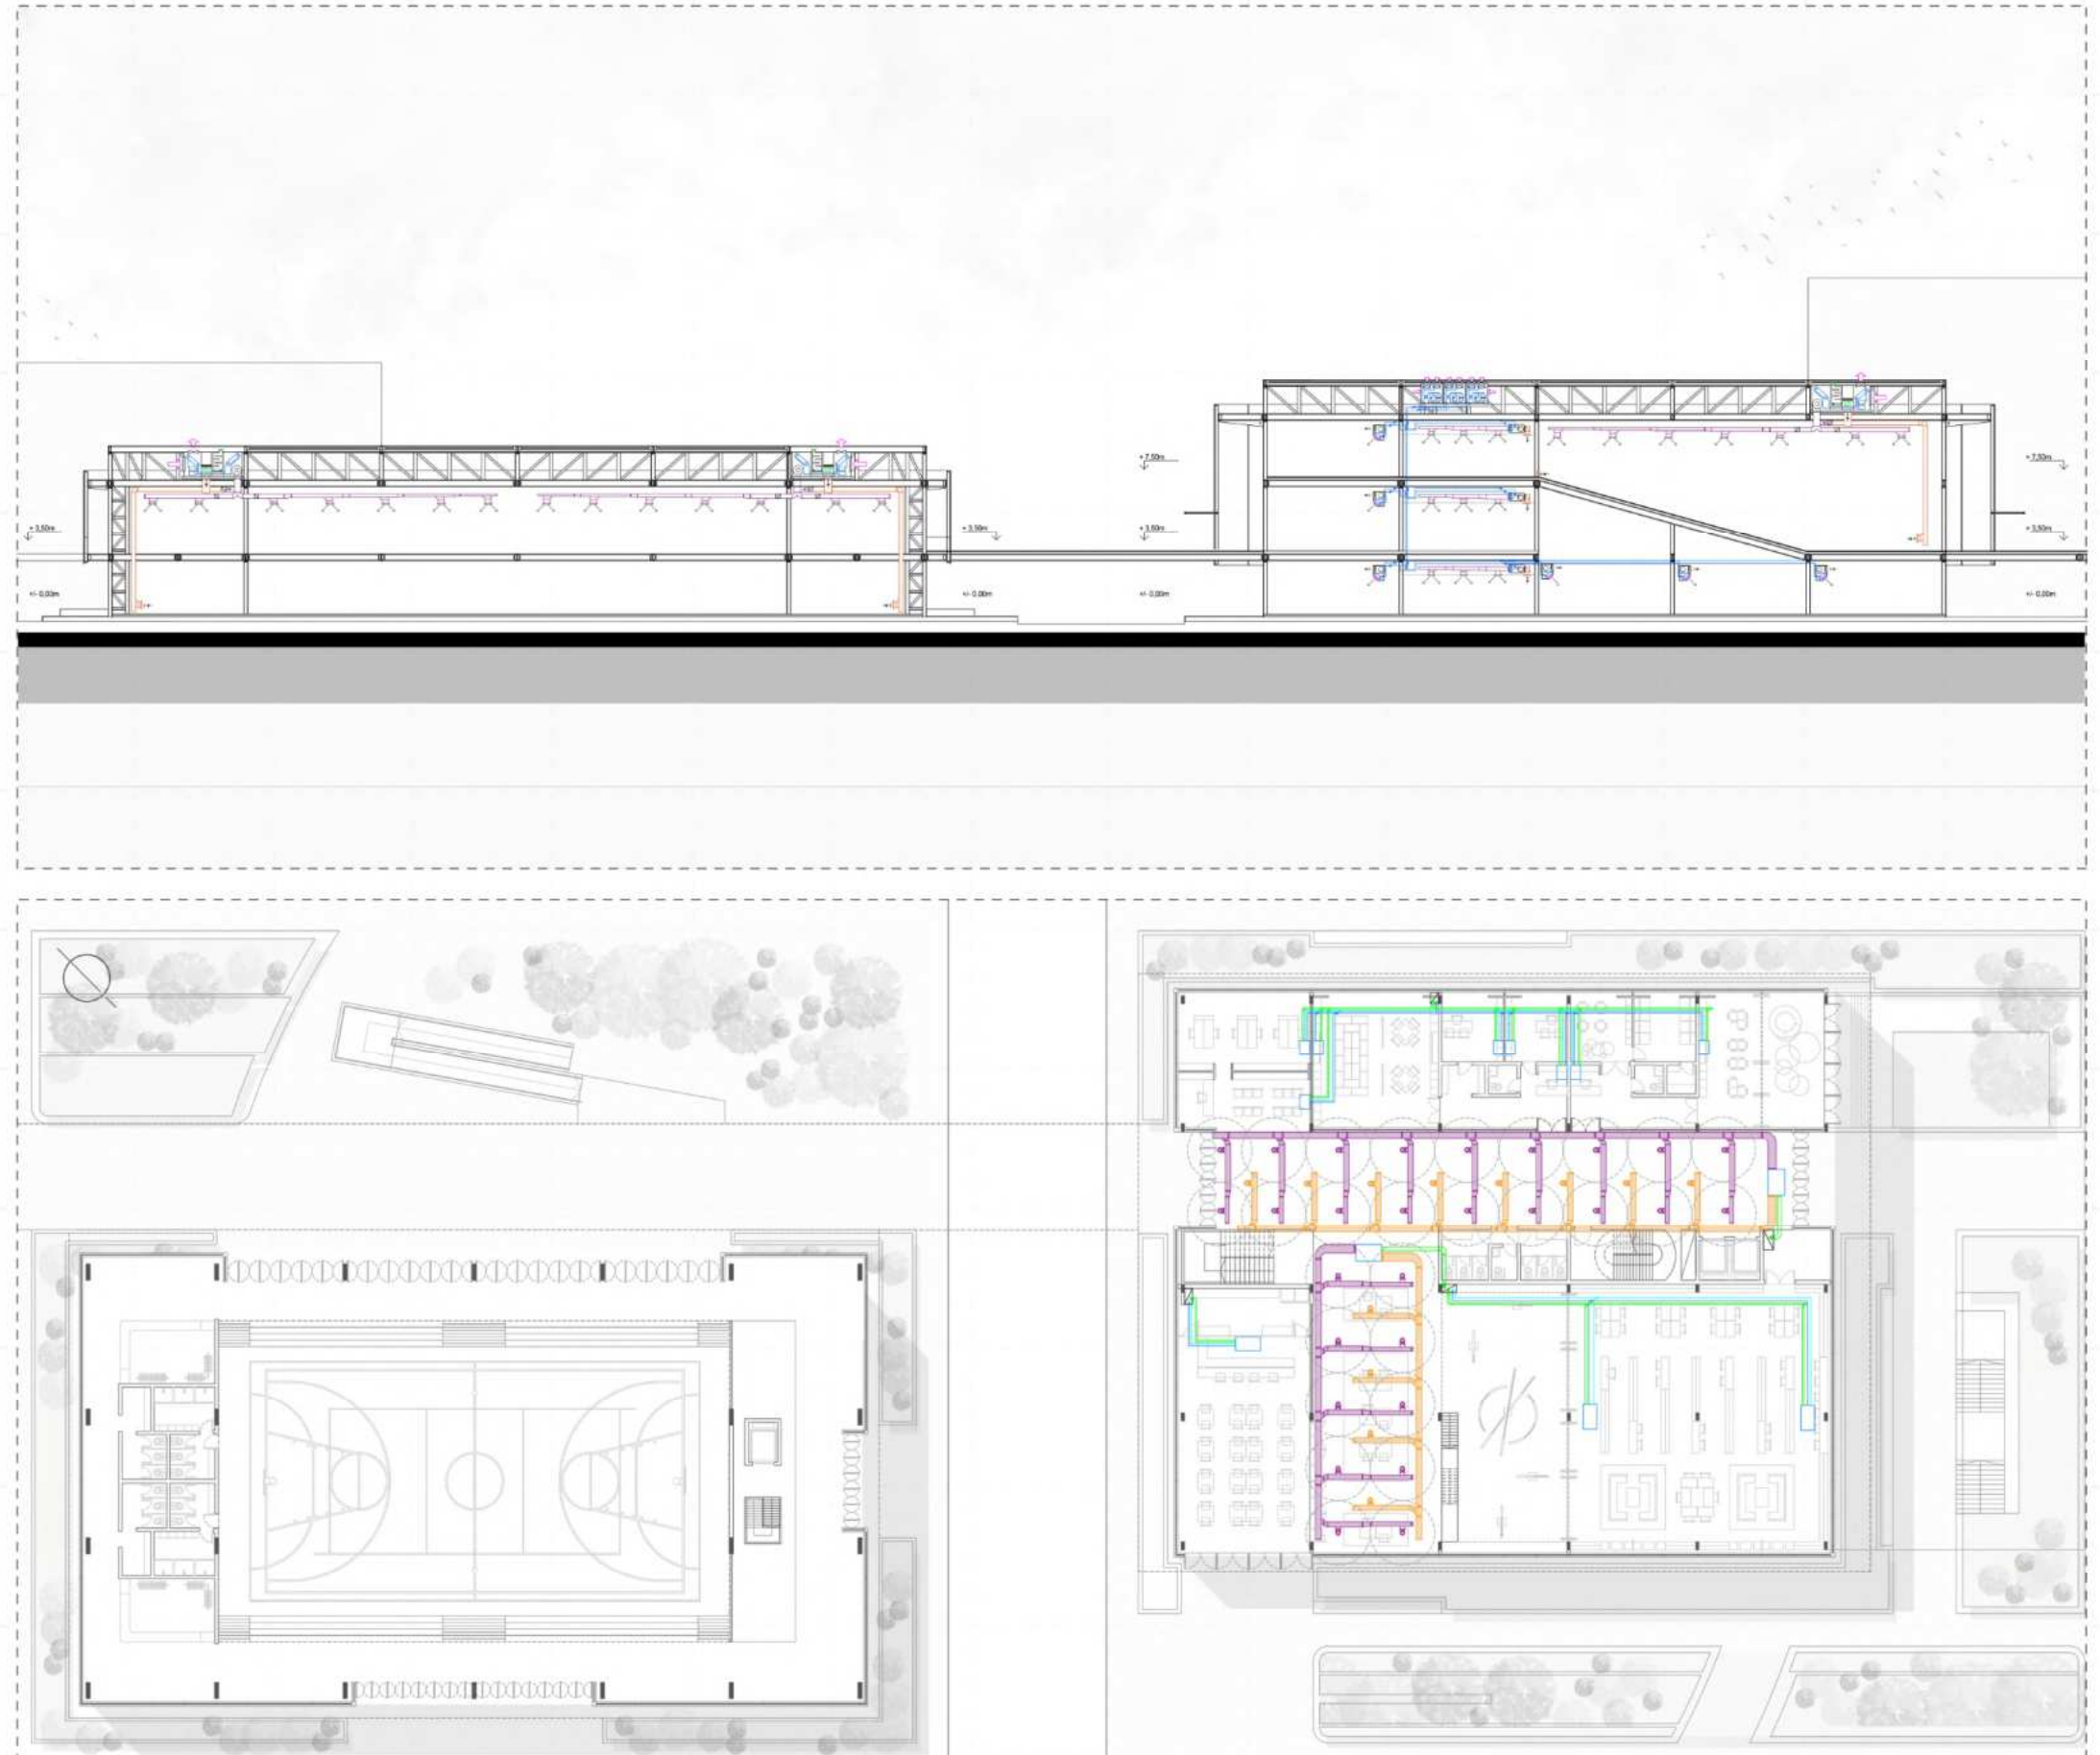 + 7,50m
+ 7,50m
+ 3,50m
+ 3,50m
+ 3,50m
+ 3,50m
+/- 0,00m
+/- 0,00m
+/- 0,00m
+/- 0,00m